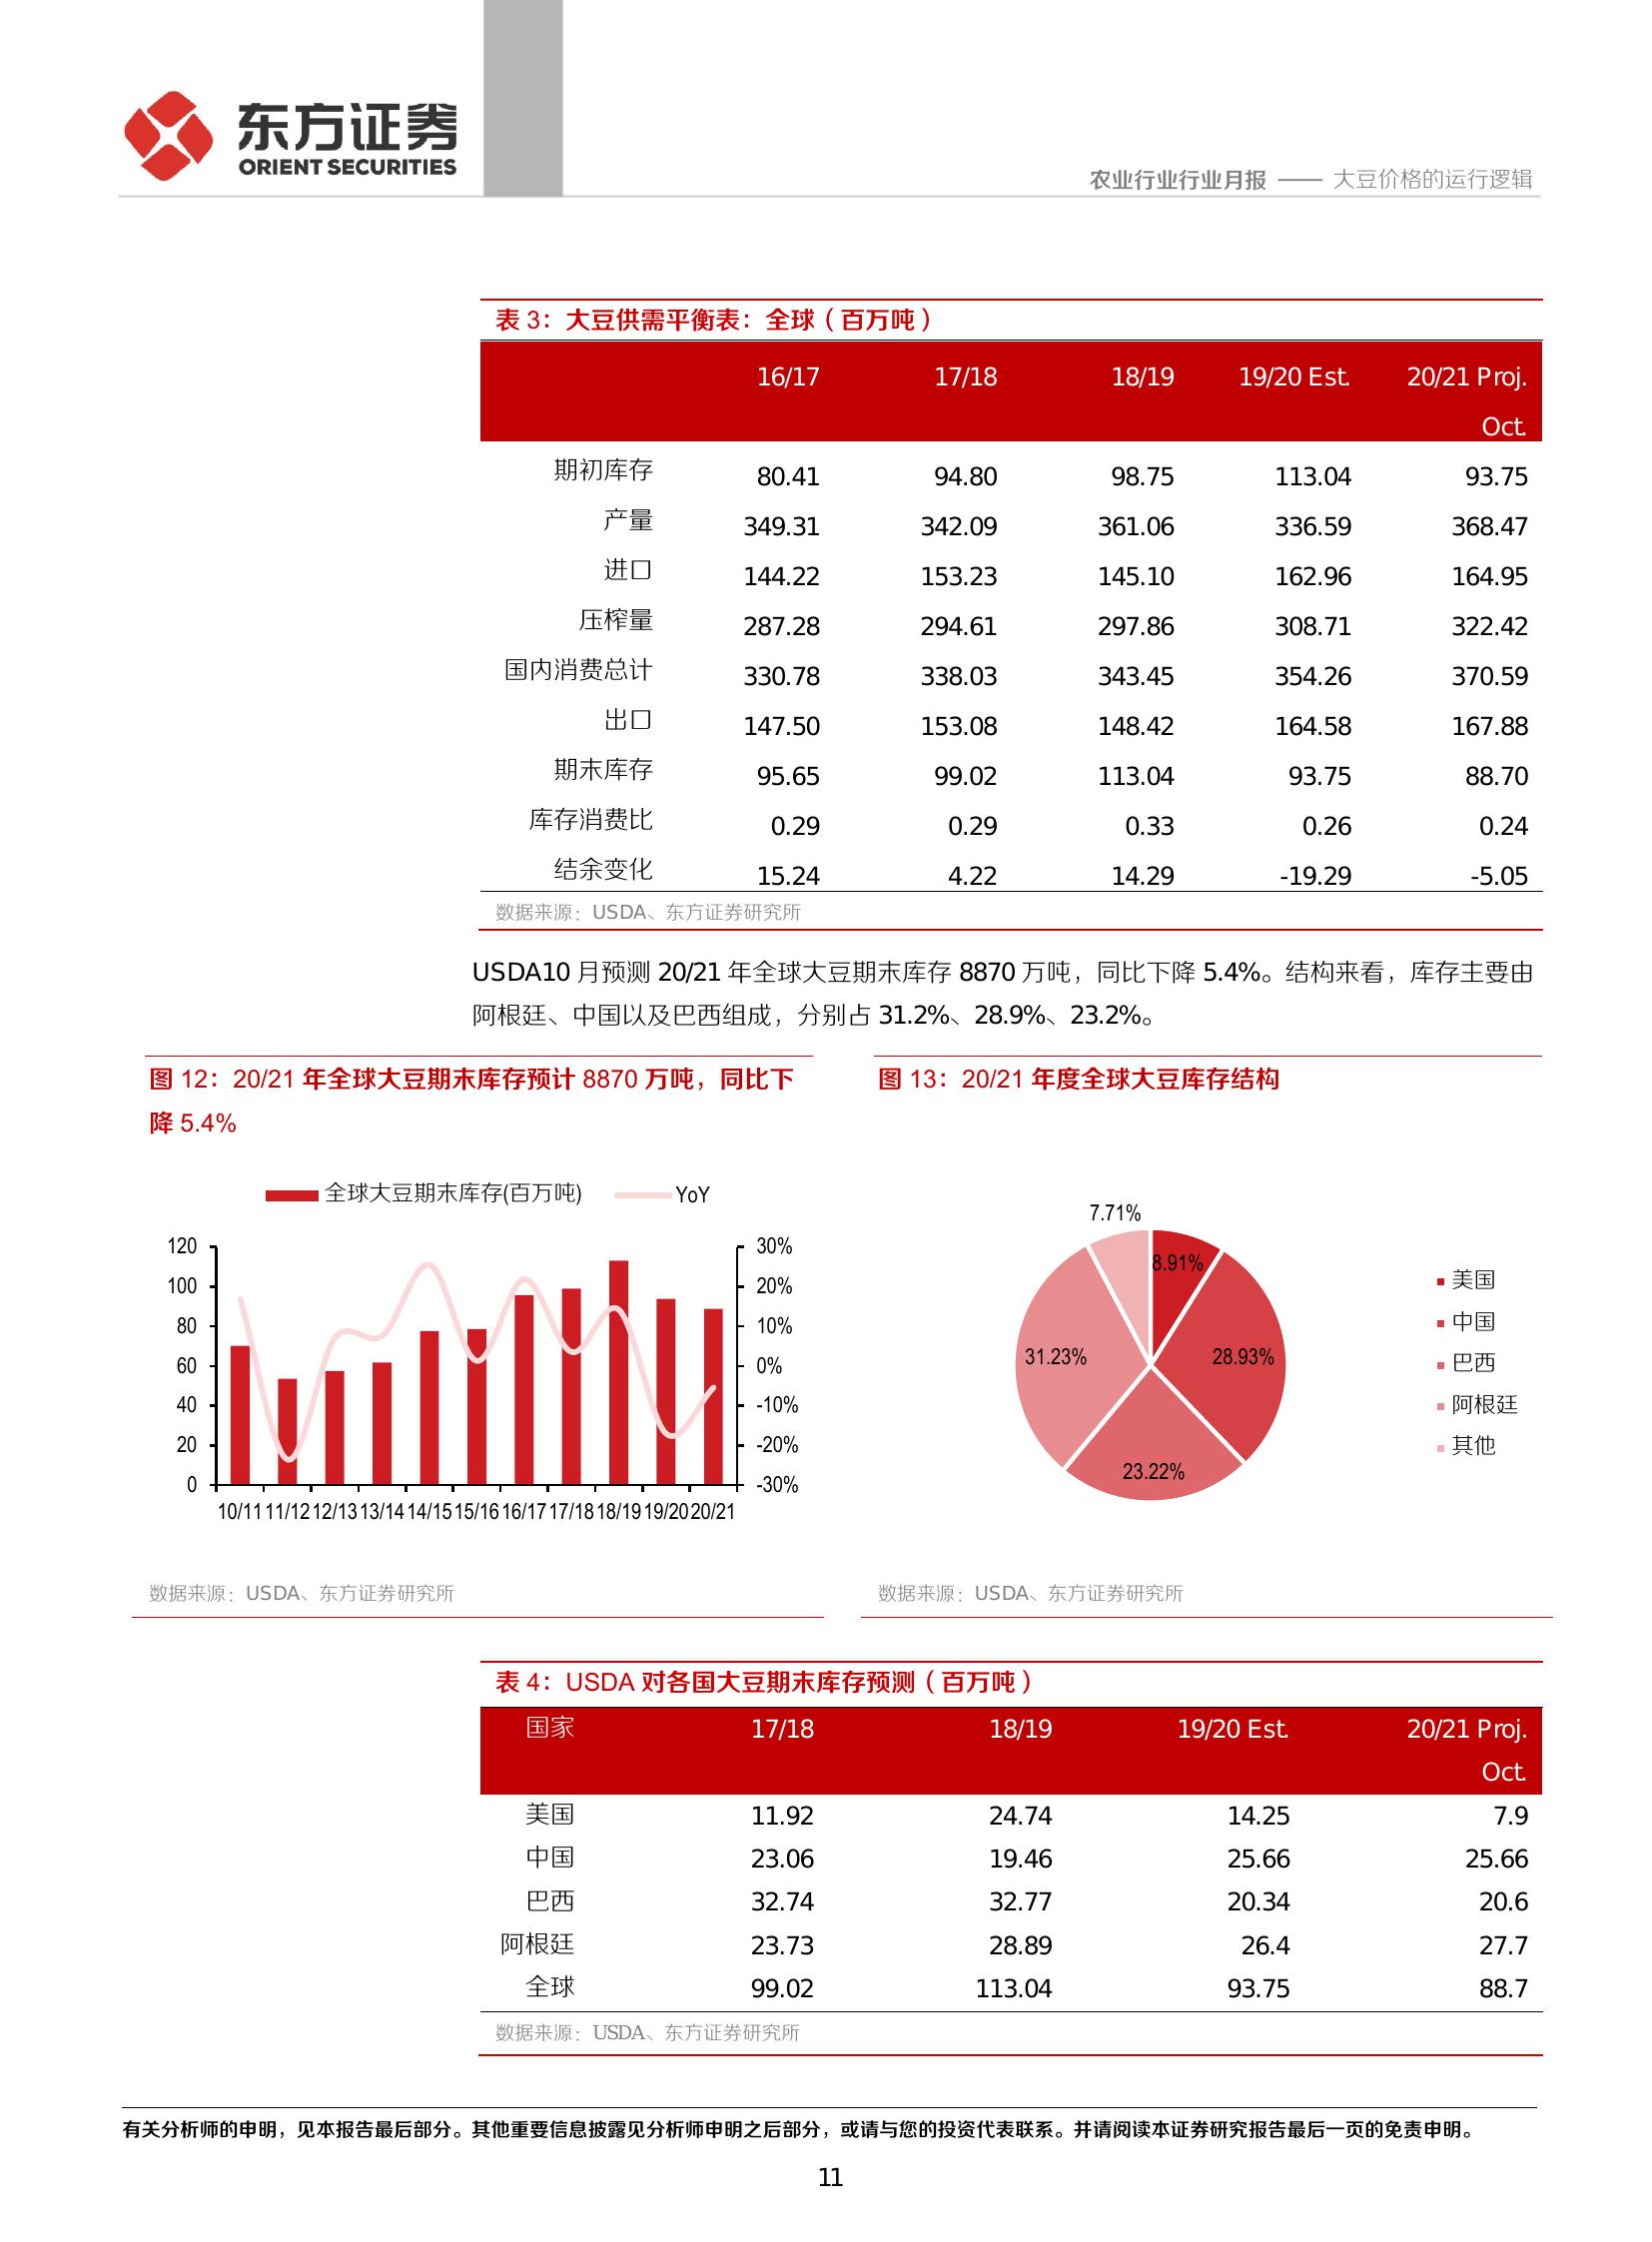 东方证券
ORIENT SECURITIES
农业行业行业月报 —— 大豆价格的运行逻辑
表 3：大豆供需平衡表：全球（百万吨）
16/17 17/18 18/19 19/20 Est. 20/21 Proj.
Oct.
期初库存 80.41 94.80 98.75 113.04 93.75
产量 349.31 342.09 361.06 336.59 368.47
进口 144.22 153.23 145.10 162.96 164.95
压榨量 287.28 294.61 297.86 308.71 322.42
国内消费总计 330.78 338.03 343.45 354.26 370.59
出口 147.50 153.08 148.42 164.58 167.88
期末库存 95.65 99.02 113.04 93.75 88.70
库存消费比 0.29 0.29 0.33 0.26 0.24
结余变化 15.24 4.22 14.29 -19.29 -5.05
数据来源：USDA、东方证券研究所
USDA10 月预测 20/21 年全球大豆期末库存 8870 万吨，同比下降 5.4%。结构来看，库存主要由
阿根廷、中国以及巴西组成，分别占 31.2%、28.9%、23.2%。
图 12：20/21 年全球大豆期末库存预计 8870 万吨，同比下
降 5.4%
全球大豆期末库存(百万吨) YoY
120 30%
100 20%
80 10%
60 0%
40 -10%
20 -20%
0 -30%
10/11 11/12 12/13 13/14 14/15 15/16 16/17 17/18 18/19 19/20 20/21
数据来源：USDA、东方证券研究所
图 13：20/21 年度全球大豆库存结构
7.71%
8.91%
31.23% 28.93%
23.22%
美国
中国
巴西
阿根廷
其他
数据来源：USDA、东方证券研究所
表 4：USDA 对各国大豆期末库存预测（百万吨）
国家 17/18 18/19 19/20 Est. 20/21 Proj.
Oct.
美国 11.92 24.74 14.25 7.9
中国 23.06 19.46 25.66 25.66
巴西 32.74 32.77 20.34 20.6
阿根廷 23.73 28.89 26.4 27.7
全球 99.02 113.04 93.75 88.7
数据来源：USDA、东方证券研究所
有关分析师的申明，见本报告最后部分。其他重要信息披露见分析师申明之后部分，或请与您的投资代表联系。并请阅读本证券研究报告最后一页的免责申明。
11